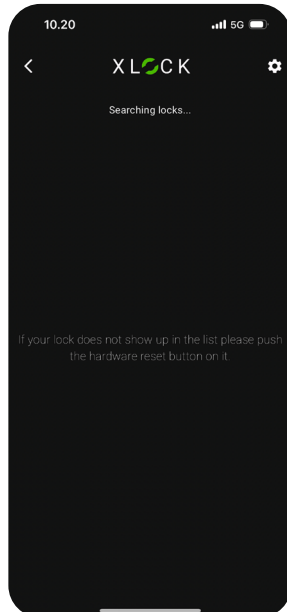 10.20
5G
XLOCK
Searching locks...
If your lock does not show up in the list please push
the hardware reset button on it.